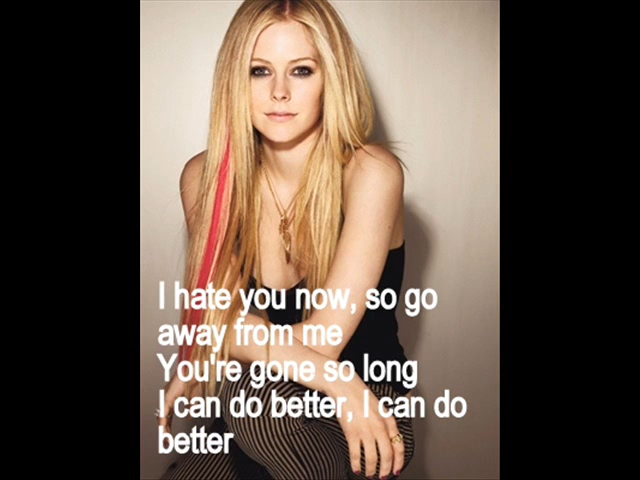 I hate you now, so go
away from me
You're gone so long
I can do better, I can do
better